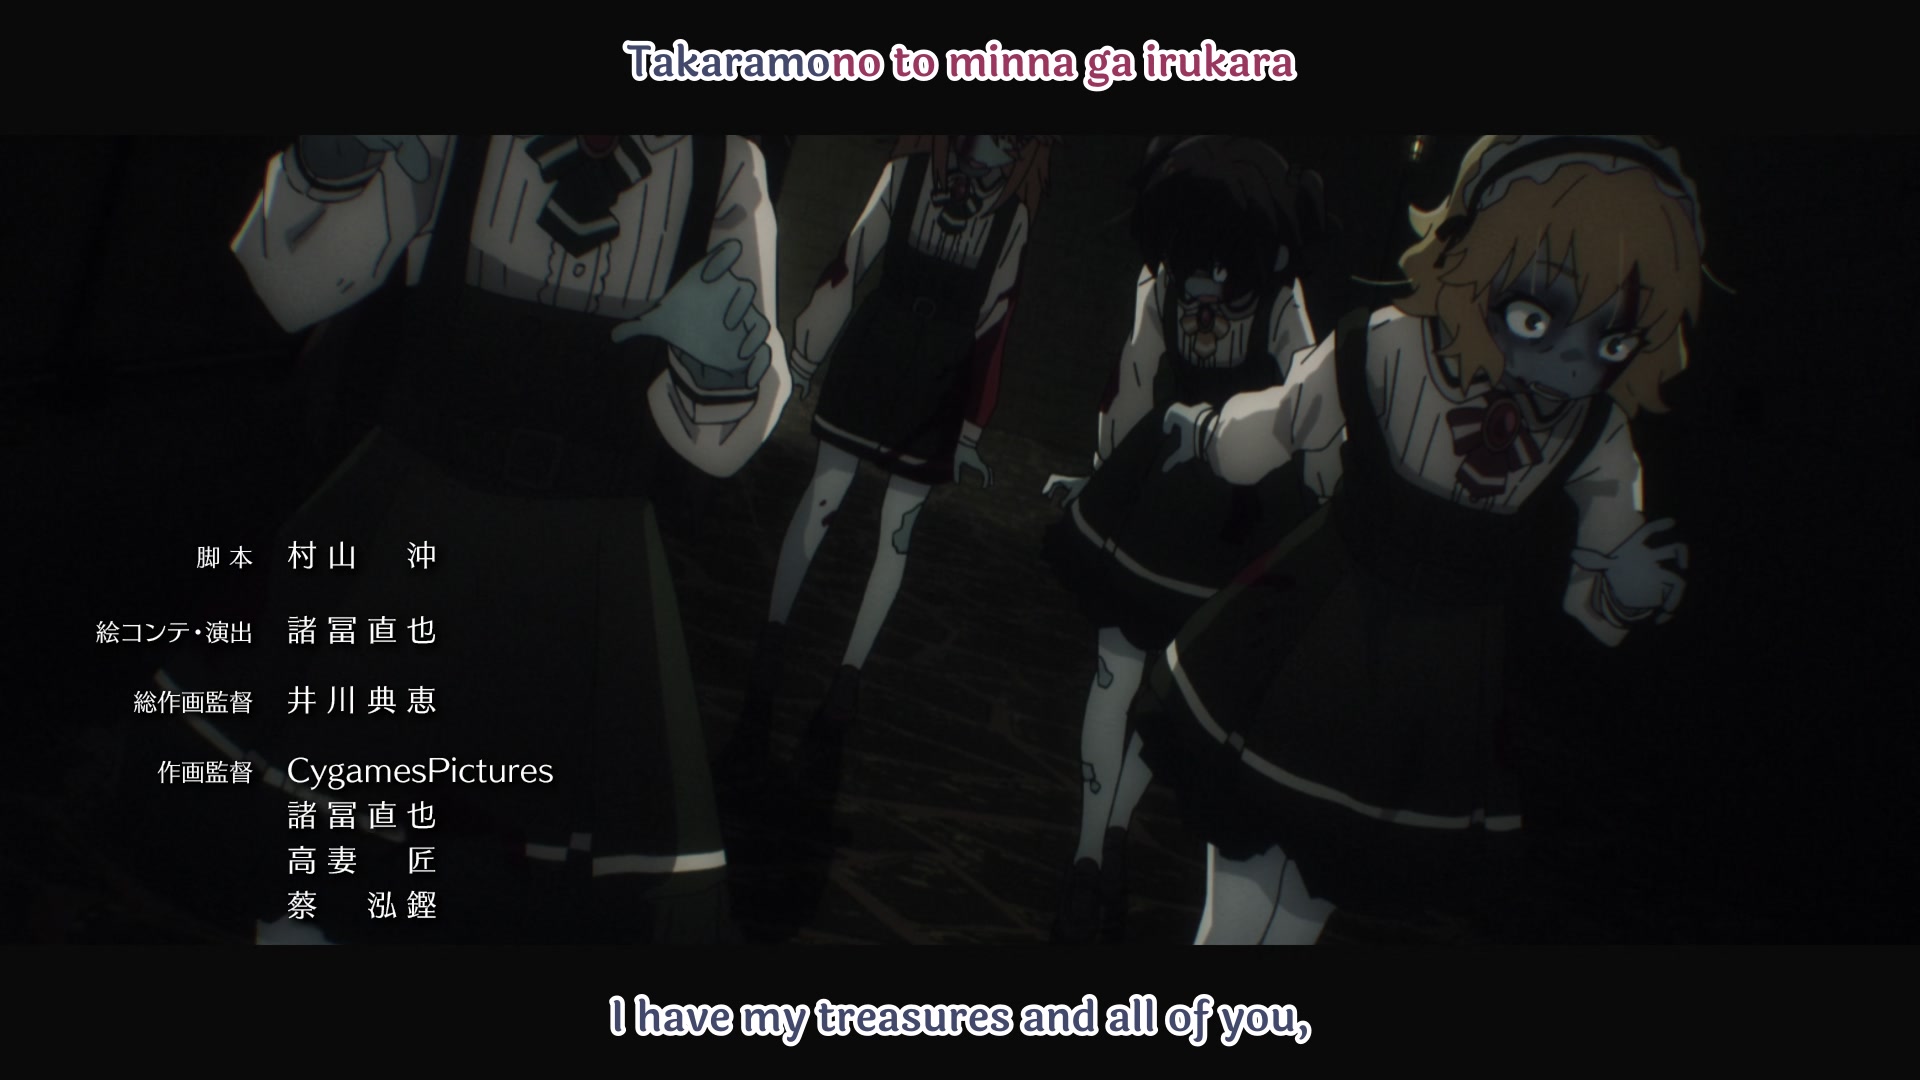 Takaramono to minna ga irukara
脚本 村山 沖
絵コンテ・演出 諸冨直也
総作画監督 井川典恵
作画監督 CygamesPictures
諸冨直也
高妻 匠
蔡 泓鏗
I have my treasures and all of you,